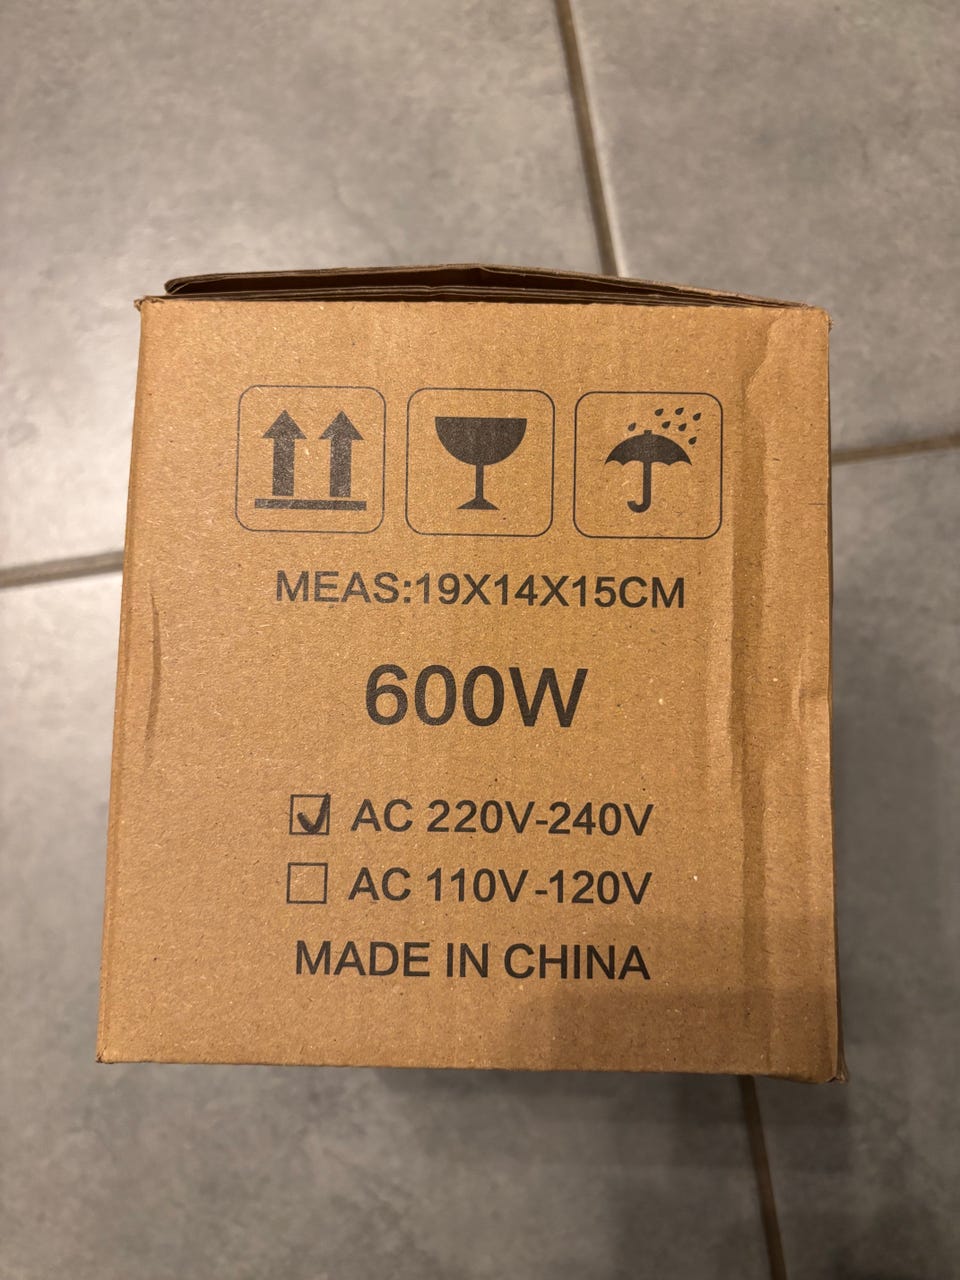 MEAS:19X14X15CM
600W
AC 220V-240V
AC 110V-120V
MADE IN CHINA